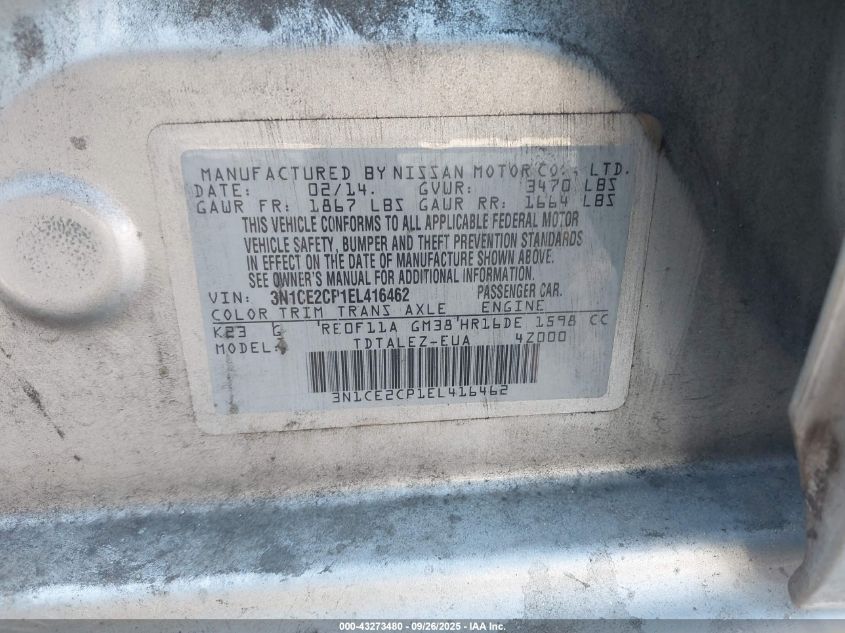 MANUFACTURED BY NISSAN MOTOR CO., LTD.
DATE: 02/14. GVWR: 3470 LBS
GAWR FR: 1867 LBS GAWR RR: 1664 LBS
THIS VEHICLE CONFORMS TO ALL APPLICABLE FEDERAL MOTOR
VEHICLE SAFETY, BUMPER AND THEFT PREVENTION STANDARDS
IN EFFECT ON THE DATE OF MANUFACTURE SHOWN ABOVE.
SEE OWNER'S MANUAL FOR ADDITIONAL INFORMATION.
VIN: 3N1CE2CP1EL416462 PASSENGER CAR.
COLOR TRIM TRANS AXLE ENGINE
K23 G RE0F11A GM38 HR16DE 1598 CC
MODEL: TDTALEZ-EUA 4Z000
3N1CE2CP1EL416462
000-43273480 - 09/26/2025 - IAA Inc.